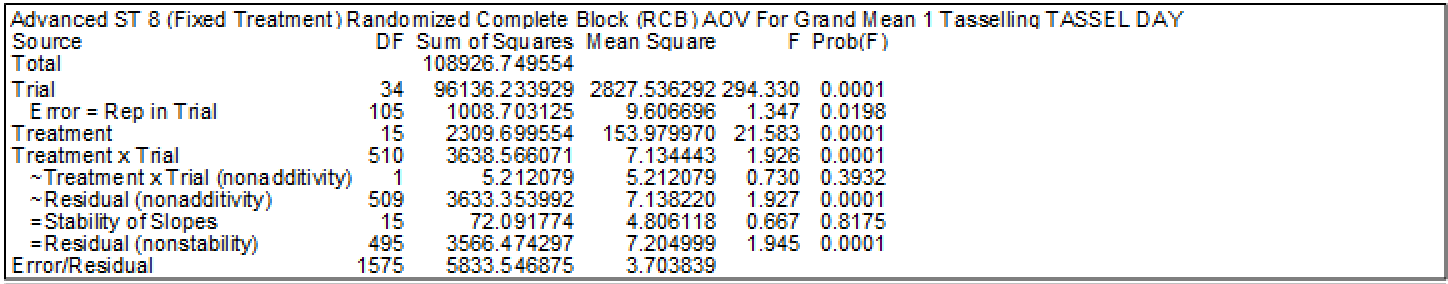 Advanced ST 8 (Fixed Treatment) Randomized Complete Block (RCB) AOV For Grand Mean 1 Tasselling TASSEL DAY
Source DF Sum of Squares Mean Square F Prob(F)
Total 108926.749554
Trial 34 96136.233929 2827.536292 294.330 0.0001
Error = Rep in Trial 105 1008.703125 9.606696 1.347 0.0198
Treatment 15 2309.699554 153.979970 21.583 0.0001
Treatment x Trial 510 3638.566071 7.134443 1.926 0.0001
~Treatment x Trial (nonadditivity) 1 5.212079 5.212079 0.730 0.3932
~Residual (nonadditivity) 509 3633.353992 7.138220 1.927 0.0001
=Stability of Slopes 15 72.091774 4.806118 0.667 0.8175
=Residual (nonstability) 495 3566.474297 7.204999 1.945 0.0001
Error/Residual 1575 5833.546875 3.703839